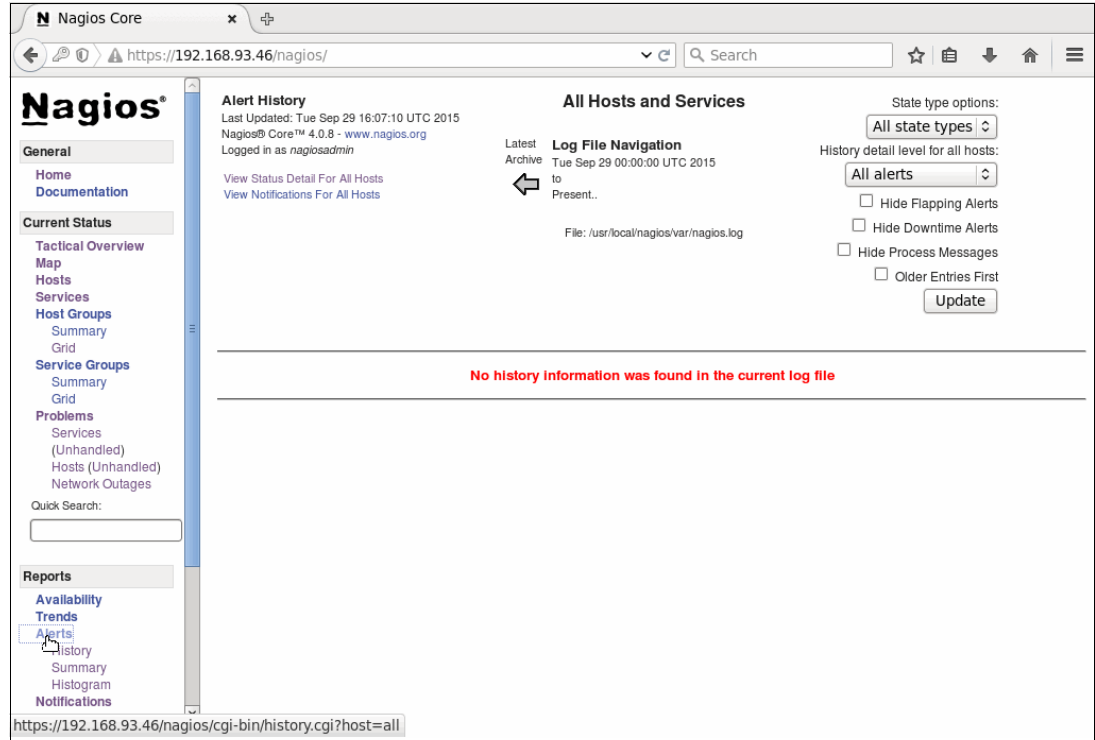 N Nagios Core
https://192.168.93.46/nagios/
Search
Nagios®
General
Home
Documentation
Current Status
Tactical Overview
Map
Hosts
Services
Host Groups
Summary
Grid
Service Groups
Summary
Grid
Problems
Services
(Unhandled)
Hosts (Unhandled)
Network Outages
Quick Search:
Reports
Availability
Trends
Alerts
History
Summary
Histogram
Notifications
Alert History
Last Updated: Tue Sep 29 16:07:10 UTC 2015
Nagios® Core™ 4.0.8 - www.nagios.org
Logged in as nagiosadmin
View Status Detail For All Hosts
View Notifications For All Hosts
All Hosts and Services
Latest
Archive
Log File Navigation
Tue Sep 29 00:00:00 UTC 2015
to
Present..
File: /usr/local/nagios/var/nagios.log
State type options:
All state types
History detail level for all hosts:
All alerts
Hide Flapping Alerts
Hide Downtime Alerts
Hide Process Messages
Older Entries First
Update
No history information was found in the current log file
https://192.168.93.46/nagios/cgi-bin/history.cgi?host=all